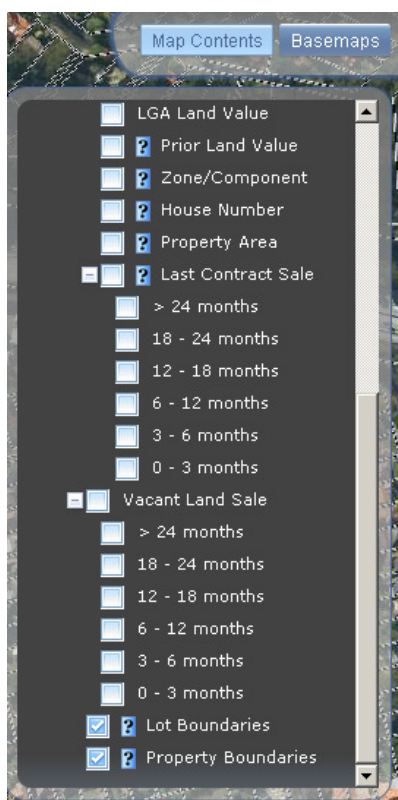 Map Contents Basemaps
LGA Land Value
? Prior Land Value
? Zone/Component
? House Number
? Property Area
? Last Contract Sale
> 24 months
18 - 24 months
12 - 18 months
6 - 12 months
3 - 6 months
0 - 3 months
Vacant Land Sale
> 24 months
18 - 24 months
12 - 18 months
6 - 12 months
3 - 6 months
0 - 3 months
? Lot Boundaries
? Property Boundaries